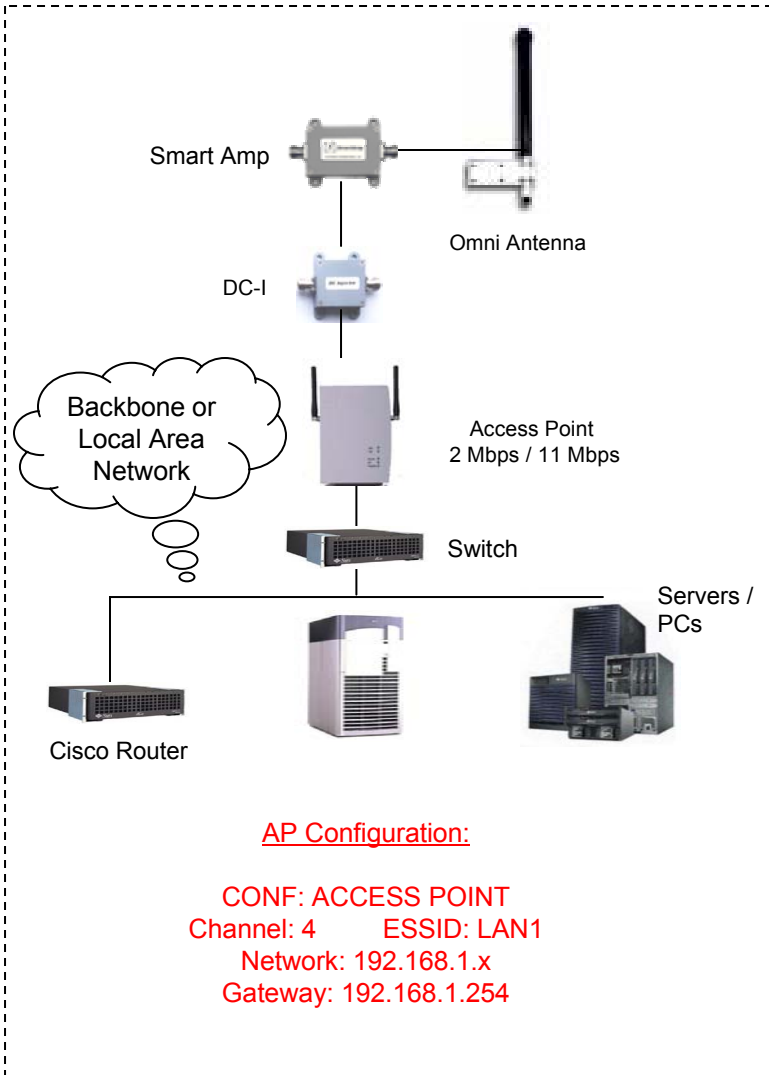 Smart Amp
Omni Antenna
DC-I
Backbone or
Local Area
Network
Access Point
2 Mbps / 11 Mbps
Switch
Servers /
PCs
Cisco Router
AP Configuration:
CONF: ACCESS POINT
Channel: 4 ESSID: LAN1
Network: 192.168.1.x
Gateway: 192.168.1.254